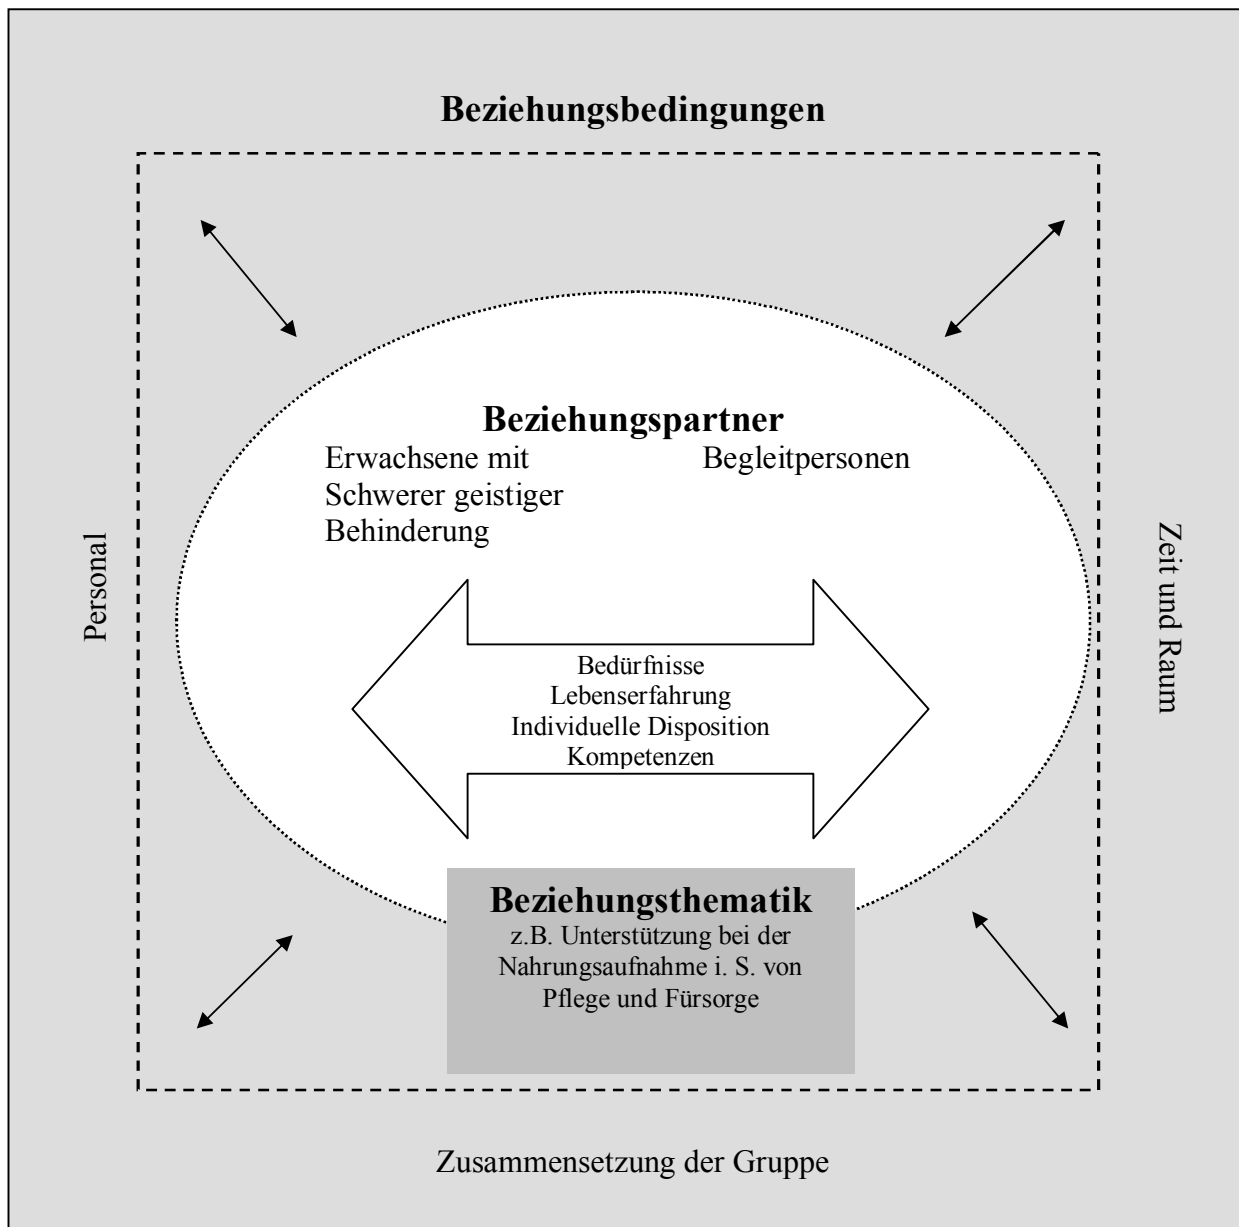 Beziehungsbedingungen
Beziehungspartner
Erwachsene mit
Schwerer geistiger
Behinderung
Begleitpersonen
Personal
Zeit und Raum
Bedürfnisse
Lebenserfahrung
Individuelle Disposition
Kompetenzen
Beziehungsthematik
z.B. Unterstützung bei der
Nahrungsaufnahme i. S. von
Pflege und Fürsorge
Zusammensetzung der Gruppe